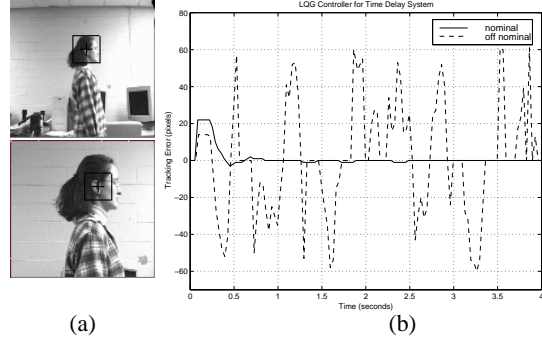 LQG Controller for Time Delay System
nominal
off nominal
80
60
40
20
0
−20
−40
−60
−70
Tracking Error (pixels)
0
0.5
1
1.5
2
2.5
3
3.5
4
Time (seconds)
(a)
(b)